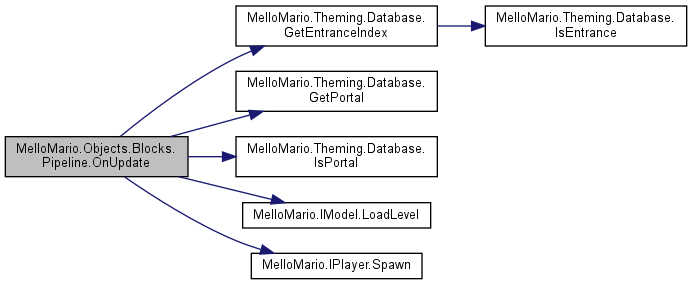 MelloMario.Objects.Blocks.
Pipeline.OnUpdate
MelloMario.Theming.Database.
GetEntranceIndex
MelloMario.Theming.Database.
IsEntrance
MelloMario.Theming.Database.
GetPortal
MelloMario.Theming.Database.
IsPortal
MelloMario.IModel.LoadLevel
MelloMario.IPlayer.Spawn